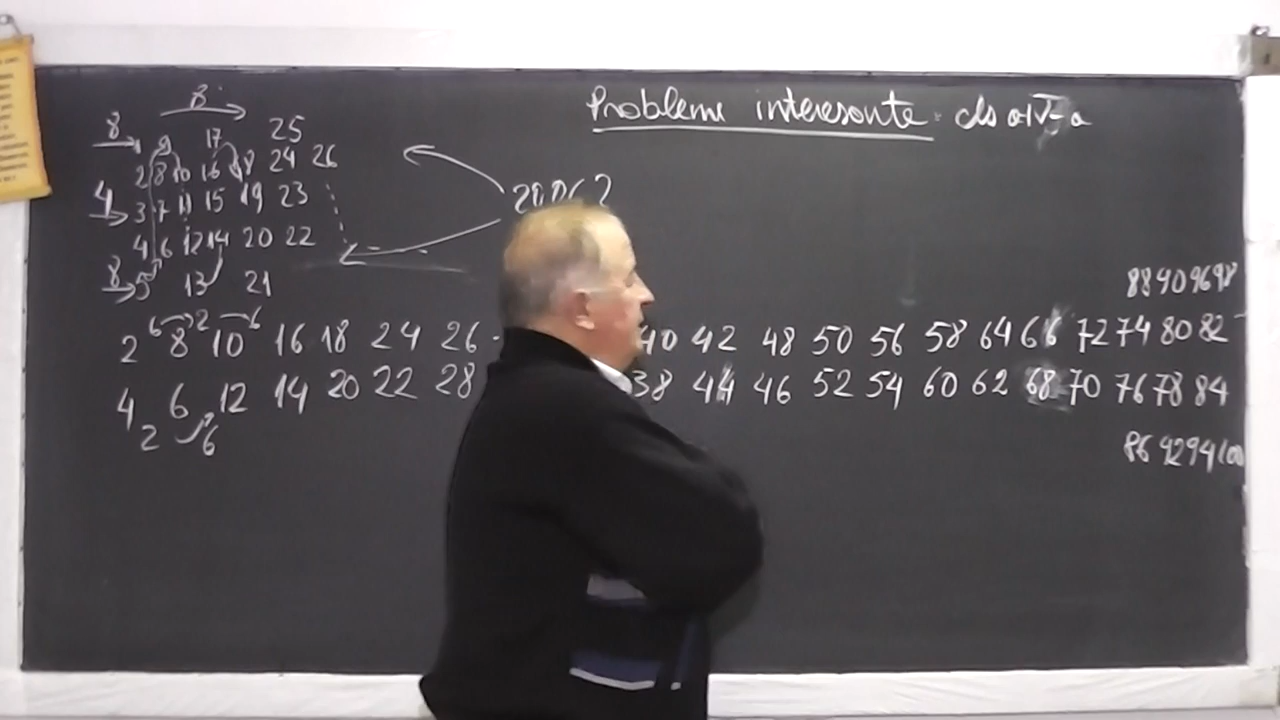 Probleme interesante cls a IV-a
8
8 1 9 17 25
2 8 10 16 18 24 26
4 3 7 11 15 19 23
4 6 12 14 20 22
8 5 13 21
6 2 6
2 8 10 16 18 24 26 40 42 48 50 56 58 64 66 72 74 80 82
4 6 12 14 20 22 28 38 44 46 52 54 60 62 68 70 76 78 84
2 6
88 90 96 98
86 92 94 100